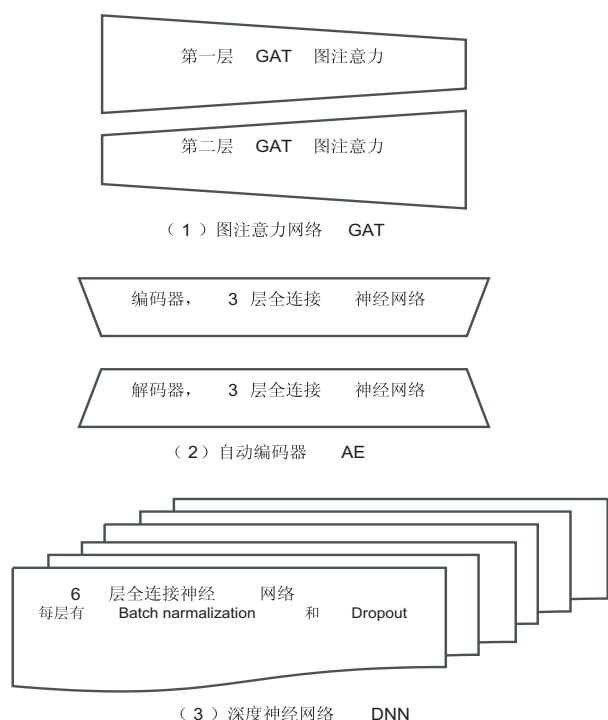 第一层 GAT 图注意力
第二层 GAT 图注意力
（1）图注意力网络 GAT
编码器， 3 层全连接 神经网络
解码器， 3 层全连接 神经网络
（2）自动编码器 AE
6 层全连接神经 网络
每层有 Batch narmalization 和 Dropout
（3）深度神经网络 DNN